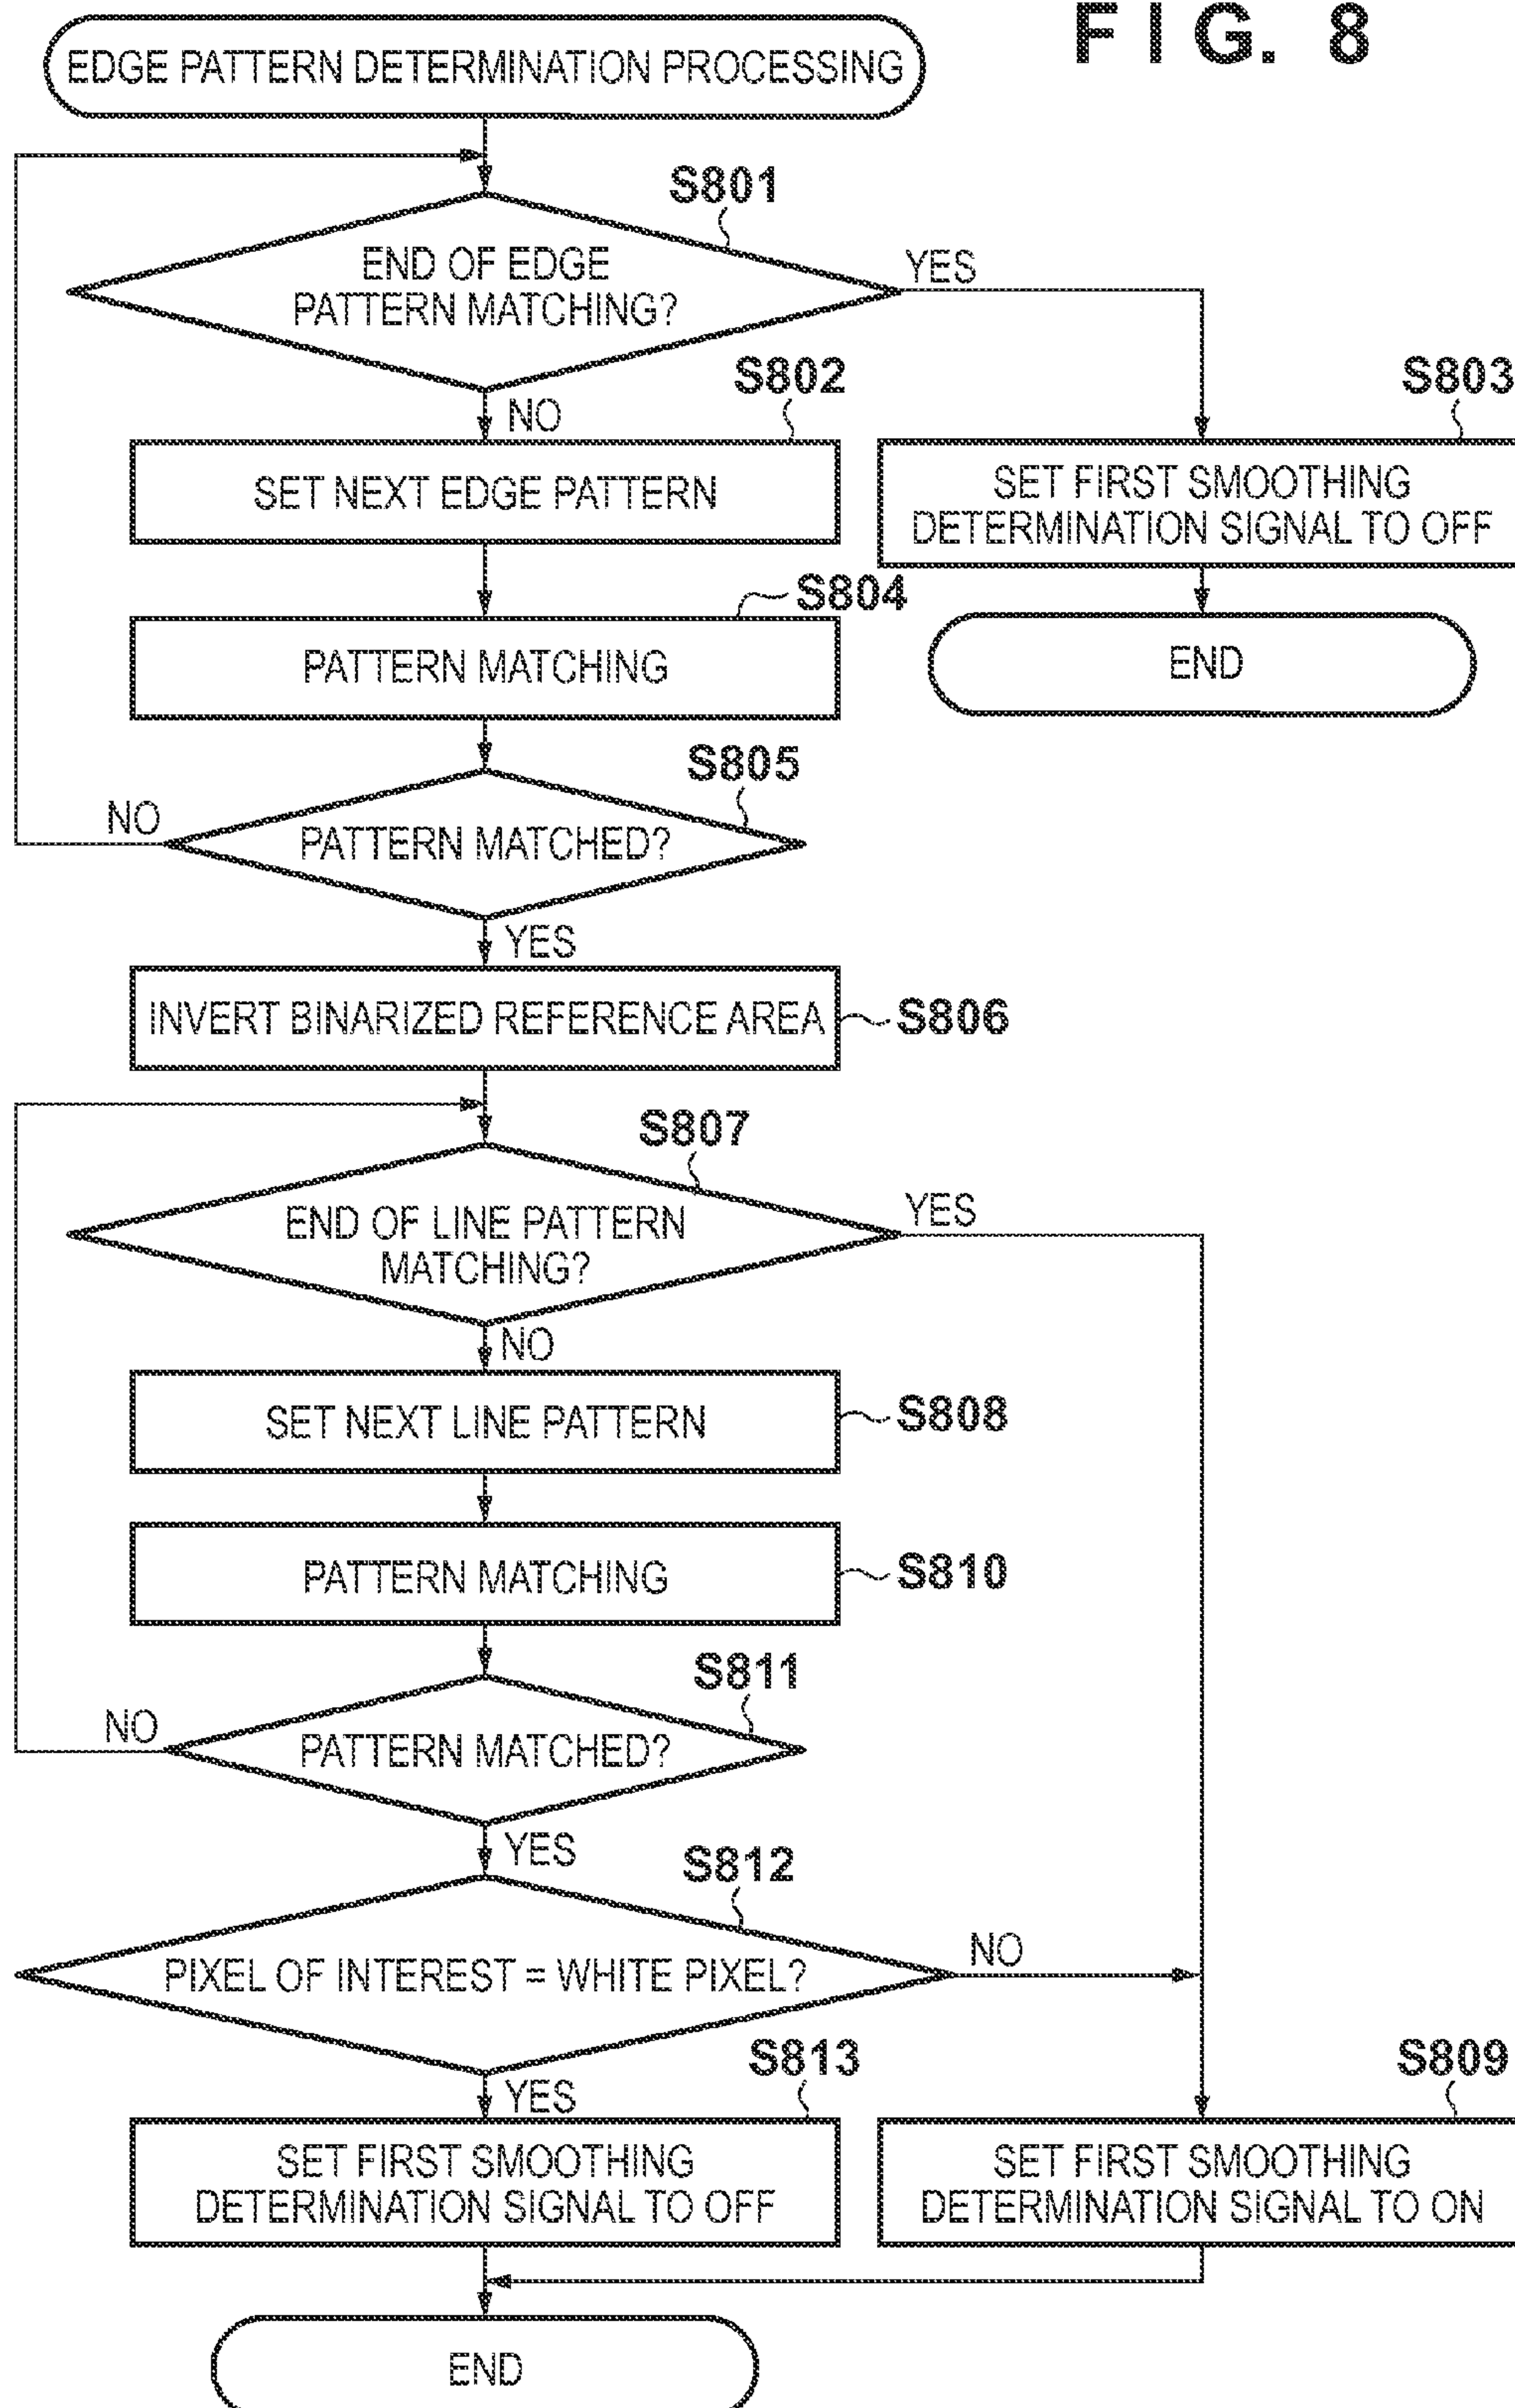 FIG. 8
EDGE PATTERN DETERMINATION PROCESSING
S801
END OF EDGE
PATTERN MATCHING?
YES
NO
S802
SET NEXT EDGE PATTERN
S803
SET FIRST SMOOTHING
DETERMINATION SIGNAL TO OFF
END
S804
PATTERN MATCHING
S805
PATTERN MATCHED?
NO
YES
INVERT BINARIZED REFERENCE AREA
S806
S807
END OF LINE PATTERN
MATCHING?
YES
NO
SET NEXT LINE PATTERN
S808
PATTERN MATCHING
S810
S811
PATTERN MATCHED?
NO
YES
S812
PIXEL OF INTEREST = WHITE PIXEL?
NO
YES
S813
SET FIRST SMOOTHING
DETERMINATION SIGNAL TO OFF
S809
SET FIRST SMOOTHING
DETERMINATION SIGNAL TO ON
END